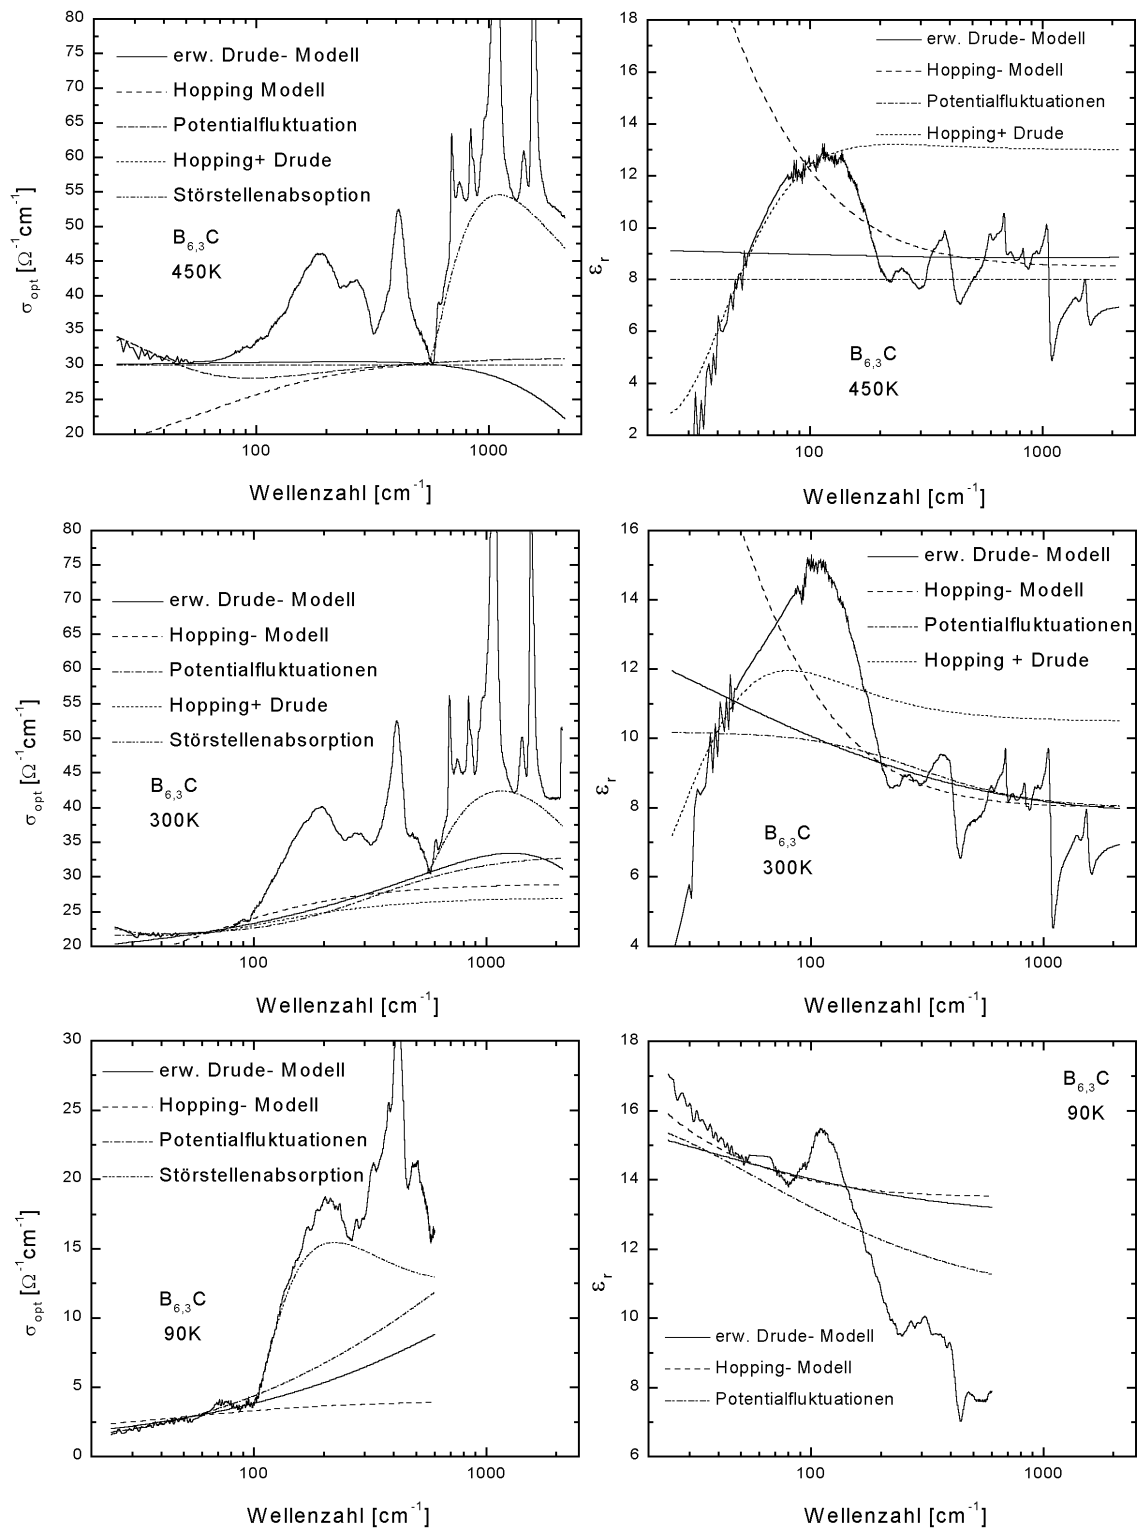 80
75
70
65
60
55
50
45
40
35
30
25
20
σopt [Ω-1cm-1]
erw. Drude- Modell
Hopping Modell
Potentialfluktuation
Hopping+ Drude
Störstellenabsoption
B6,3C
450K
100
1000
Wellenzahl [cm-1]
18
16
14
12
10
8
6
4
2
εr
erw. Drude- Modell
Hopping- Modell
Potentialfluktuationen
Hopping+ Drude
B6,3C
450K
100
1000
Wellenzahl [cm-1]
80
75
70
65
60
55
50
45
40
35
30
25
20
σopt [Ω-1cm-1]
erw. Drude- Modell
Hopping- Modell
Potentialfluktuationen
Hopping+ Drude
Störstellenabsorption
B6,3C
300K
100
1000
Wellenzahl [cm-1]
16
14
12
10
8
6
4
εr
erw. Drude- Modell
Hopping- Modell
Potentialfluktuationen
Hopping + Drude
B6,3C
300K
100
1000
Wellenzahl [cm-1]
30
25
20
15
10
5
0
σopt [Ω-1cm-1]
erw. Drude- Modell
Hopping- Modell
Potentialfluktuationen
Störstellenabsorption
B6,3C
90K
100
1000
Wellenzahl [cm-1]
18
16
14
12
10
8
6
εr
B6,3C
90K
erw. Drude- Modell
Hopping- Modell
Potentialfluktuationen
100
1000
Wellenzahl [cm-1]